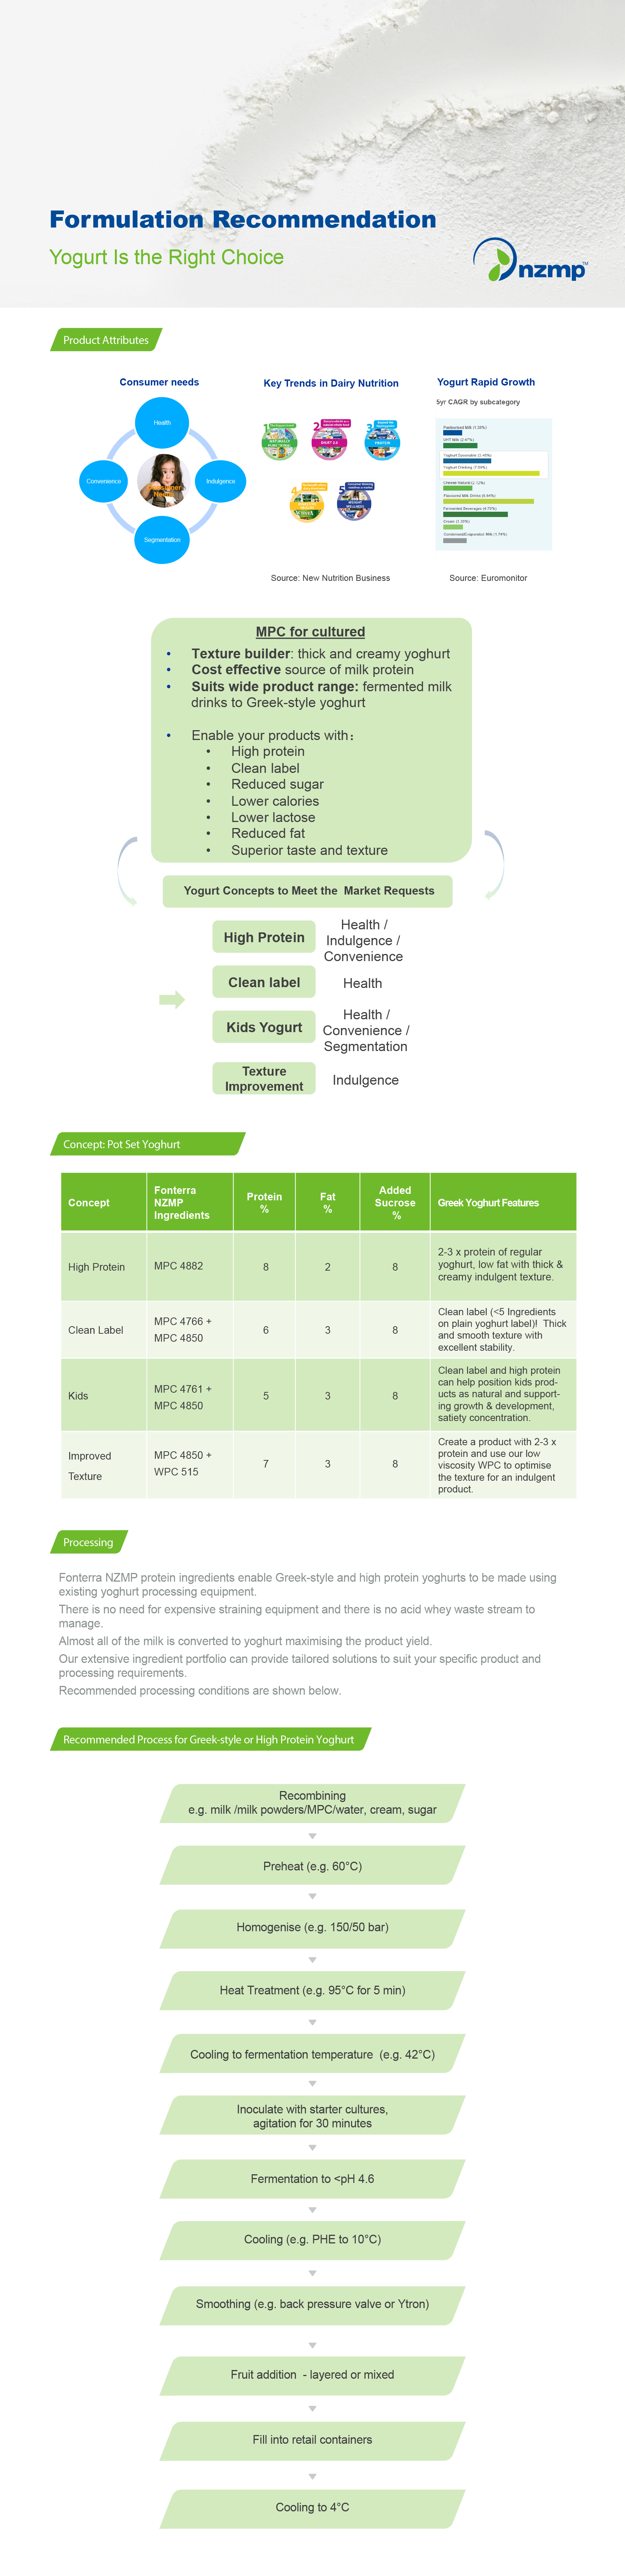 Formulation Recommendation
Yogurt Is the Right Choice
nzmp™
Product Attributes
Consumer needs
Health
Convenience
Indulgence
Segmentation
Key Trends in Dairy Nutrition
1
2
3
4
5
Source: New Nutrition Business
Yogurt Rapid Growth
5yr CAGR by subcategory
Source: Euromonitor
MPC for cultured
• Texture builder: thick and creamy yoghurt
• Cost effective source of milk protein
• Suits wide product range: fermented milk
drinks to Greek-style yoghurt
• Enable your products with：
• High protein
• Clean label
• Reduced sugar
• Lower calories
• Lower lactose
• Reduced fat
• Superior taste and texture
Yogurt Concepts to Meet the Market Requests
High Protein
Health /
Indulgence /
Convenience
Clean label
Health
Kids Yogurt
Health /
Convenience /
Segmentation
Texture
Improvement
Indulgence
Concept: Pot Set Yoghurt
Concept
Fonterra
NZMP
Ingredients
Protein
%
Fat
%
Added
Sucrose
%
Greek Yoghurt Features
High Protein
MPC 4882
8
2
8
2-3 x protein of regular
yoghurt, low fat with thick &
creamy indulgent texture.
Clean Label
MPC 4766 +
MPC 4850
6
3
8
Clean label (<5 Ingredients
on plain yoghurt label)! Thick
and smooth texture with
excellent stability.
Kids
MPC 4761 +
MPC 4850
5
3
8
Clean label and high protein
can help position kids prod-
ucts as natural and support-
ing growth & development,
satiety concentration.
Improved
Texture
MPC 4850 +
WPC 515
7
3
8
Create a product with 2-3 x
protein and use our low
viscosity WPC to optimise
the texture for an indulgent
product.
Processing
Fonterra NZMP protein ingredients enable Greek-style and high protein yoghurts to be made using
existing yoghurt processing equipment.
There is no need for expensive straining equipment and there is no acid whey waste stream to
manage.
Almost all of the milk is converted to yoghurt maximising the product yield.
Our extensive ingredient portfolio can provide tailored solutions to suit your specific product and
processing requirements.
Recommended processing conditions are shown below.
Recommended Process for Greek-style or High Protein Yoghurt
Recombining
e.g. milk /milk powders/MPC/water, cream, sugar
Preheat (e.g. 60°C)
Homogenise (e.g. 150/50 bar)
Heat Treatment (e.g. 95°C for 5 min)
Cooling to fermentation temperature (e.g. 42°C)
Inoculate with starter cultures,
agitation for 30 minutes
Fermentation to <pH 4.6
Cooling (e.g. PHE to 10°C)
Smoothing (e.g. back pressure valve or Ytron)
Fruit addition - layered or mixed
Fill into retail containers
Cooling to 4°C